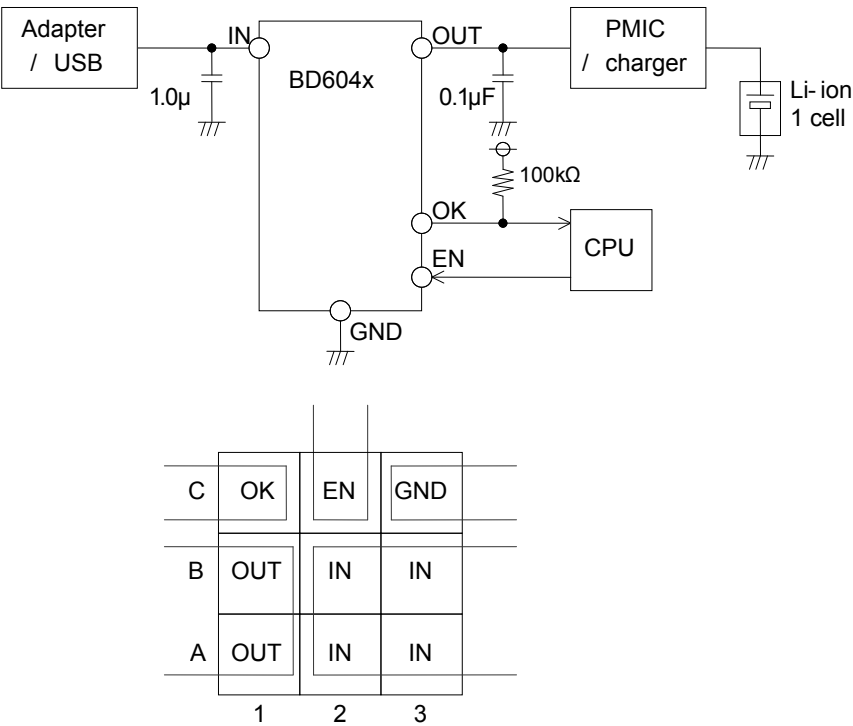 Adapter
/ USB
IN
BD604x
OUT
PMIC
/ charger
1.0μ
0.1μF
Li-ion
1 cell
100kΩ
OK
CPU
EN
GND
C OK EN GND
B OUT IN IN
A OUT IN IN
1 2 3